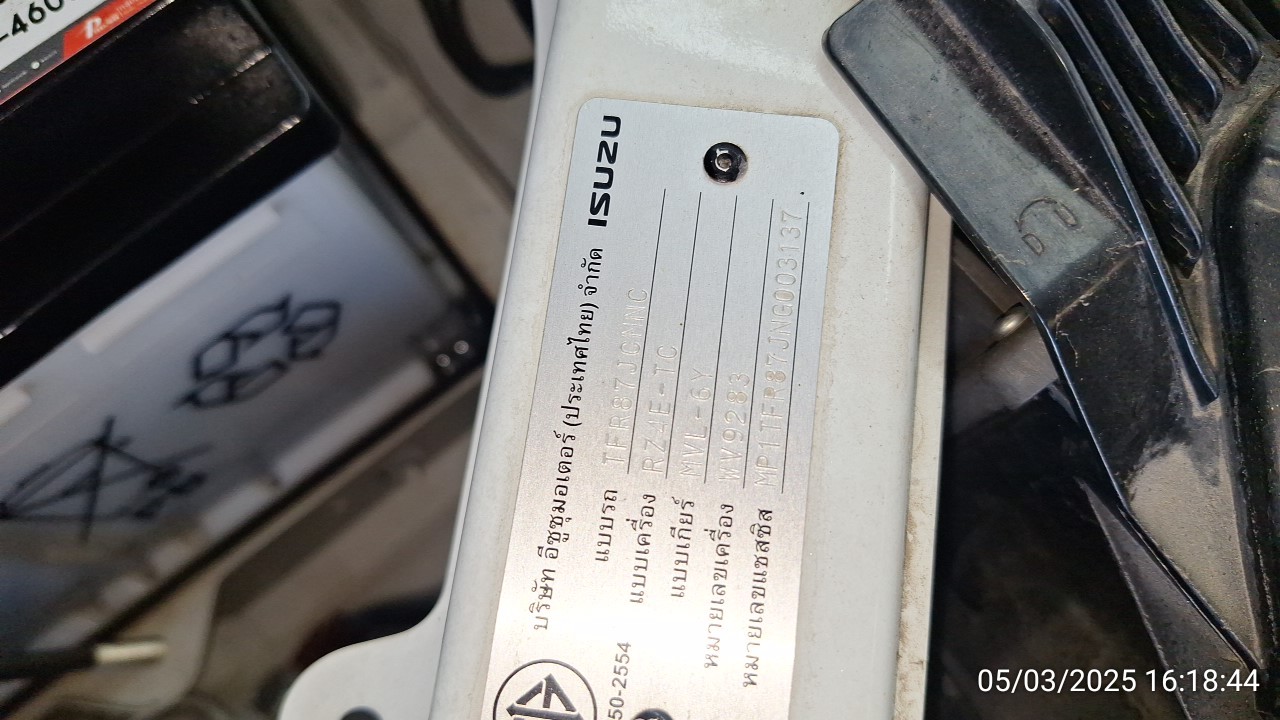 บริษัท อีซูซุมอเตอร์ (ประเทศไทย) จำกัด ISUZU
แบบรถ TFR87JCNNNC
แบบเครื่อง RZ4E-TC
แบบเกียร์ MVL-6Y
หมายเลขเครื่อง WV9283
หมายเลขแชสซิส MP1TFR87JNG003137
50-2554
-460
05/03/2025 16:18:44